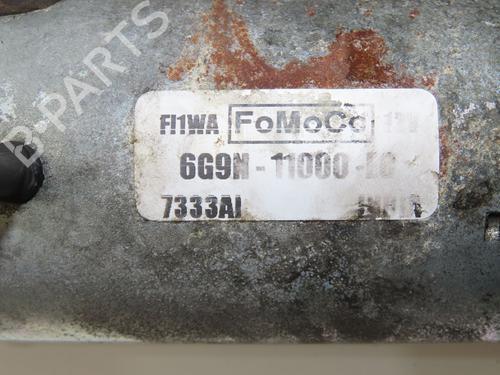 B-PARTS
FI1WA FoMoCo 12V
6G9N-11000-
7333AI